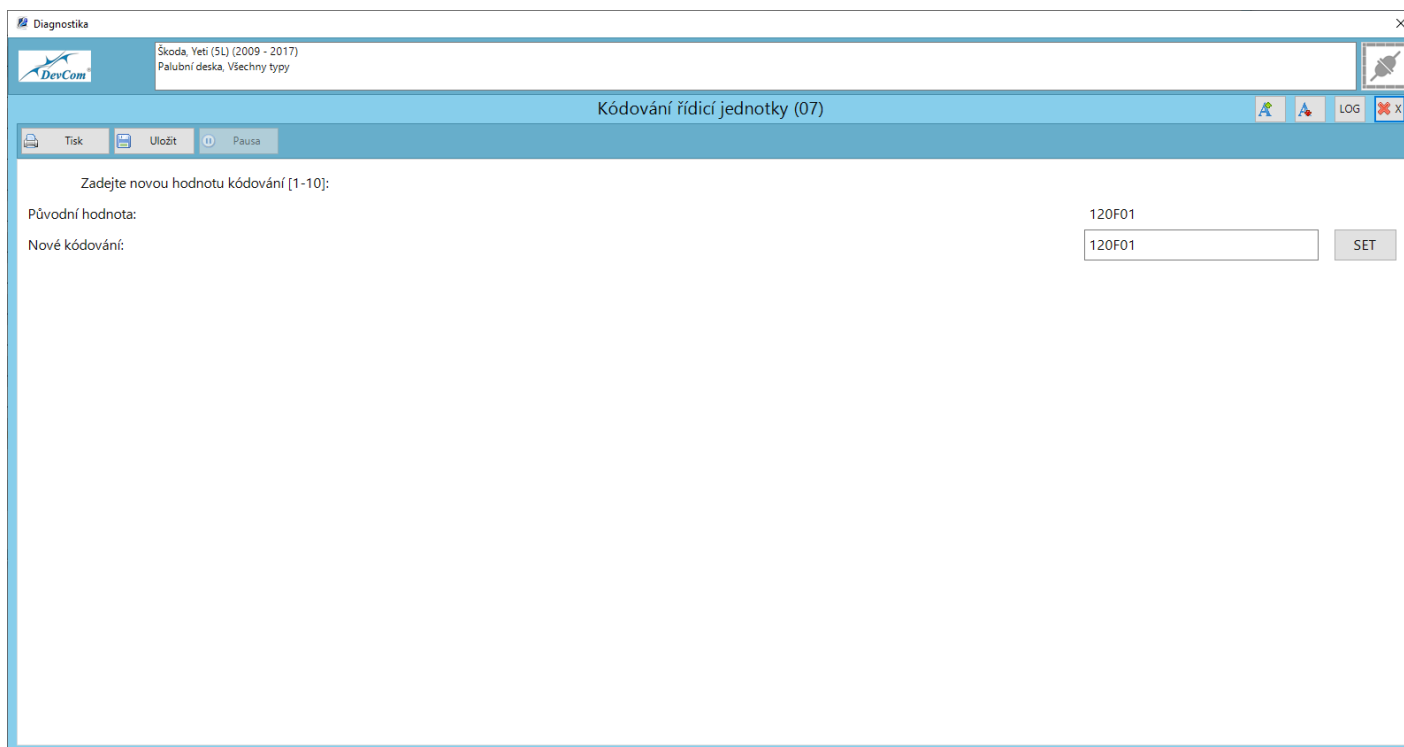 Diagnostika
DevCom®
Škoda, Yeti (5L) (2009 - 2017)
Palubní deska, Všechny typy
Kódování řídicí jednotky (07)
LOG
X
Tisk
Uložit
Pausa
Zadejte novou hodnotu kódování [1-10]:
Původní hodnota: 120F01
Nové kódování: 120F01 SET